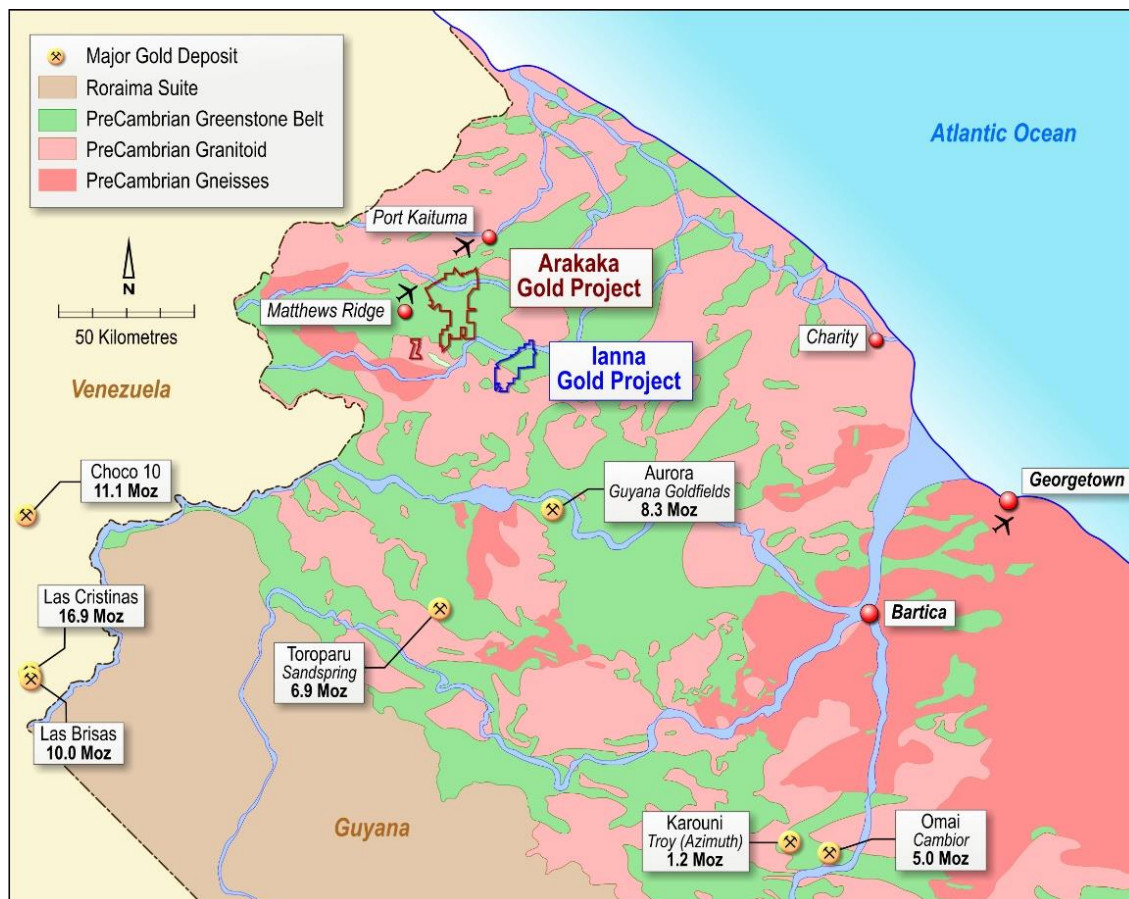 Major Gold Deposit
Roraima Suite
PreCambrian Greenstone Belt
PreCambrian Granitoid
PreCambrian Gneisses
N
50 Kilometres
Atlantic Ocean
Port Kaituma
Arakaka
Gold Project
Matthews Ridge
Ianna
Gold Project
Charity
Venezuela
Choco 10
11.1 Moz
Aurora
Guyana Goldfields
8.3 Moz
Georgetown
Las Cristinas
16.9 Moz
Bartica
Toroparu
Sandspring
6.9 Moz
Las Brisas
10.0 Moz
Guyana
Karouni
Troy (Azimuth)
1.2 Moz
Omai
Cambior
5.0 Moz